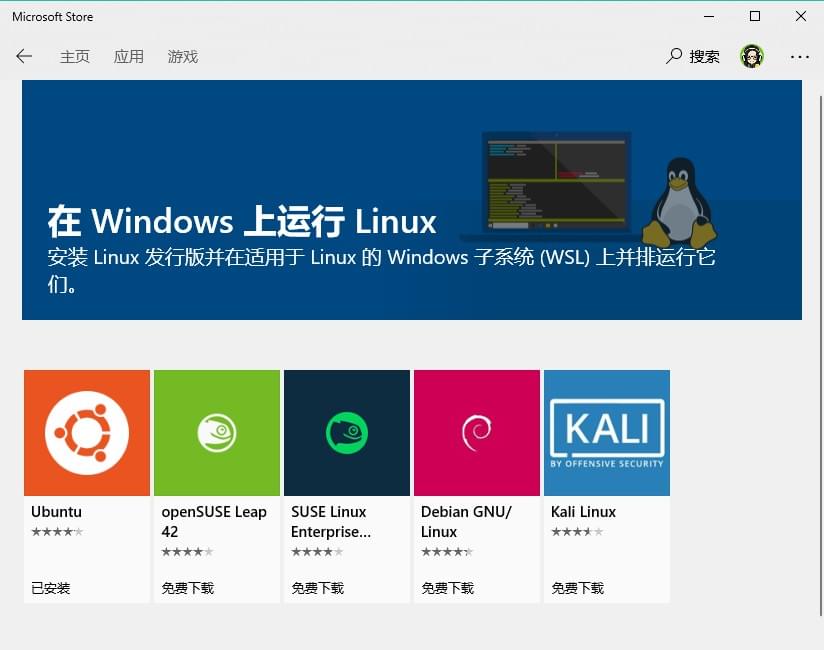 Microsoft Store
主页 应用 游戏 搜索
在 Windows 上运行 Linux
安装 Linux 发行版并在适用于 Linux 的 Windows 子系统 (WSL) 上并排运行它
们。
KALI
BY OFFENSIVE SECURITY
Ubuntu
已安装
openSUSE Leap
42
免费下载
SUSE Linux
Enterprise...
免费下载
Debian GNU/
Linux
免费下载
Kali Linux
免费下载